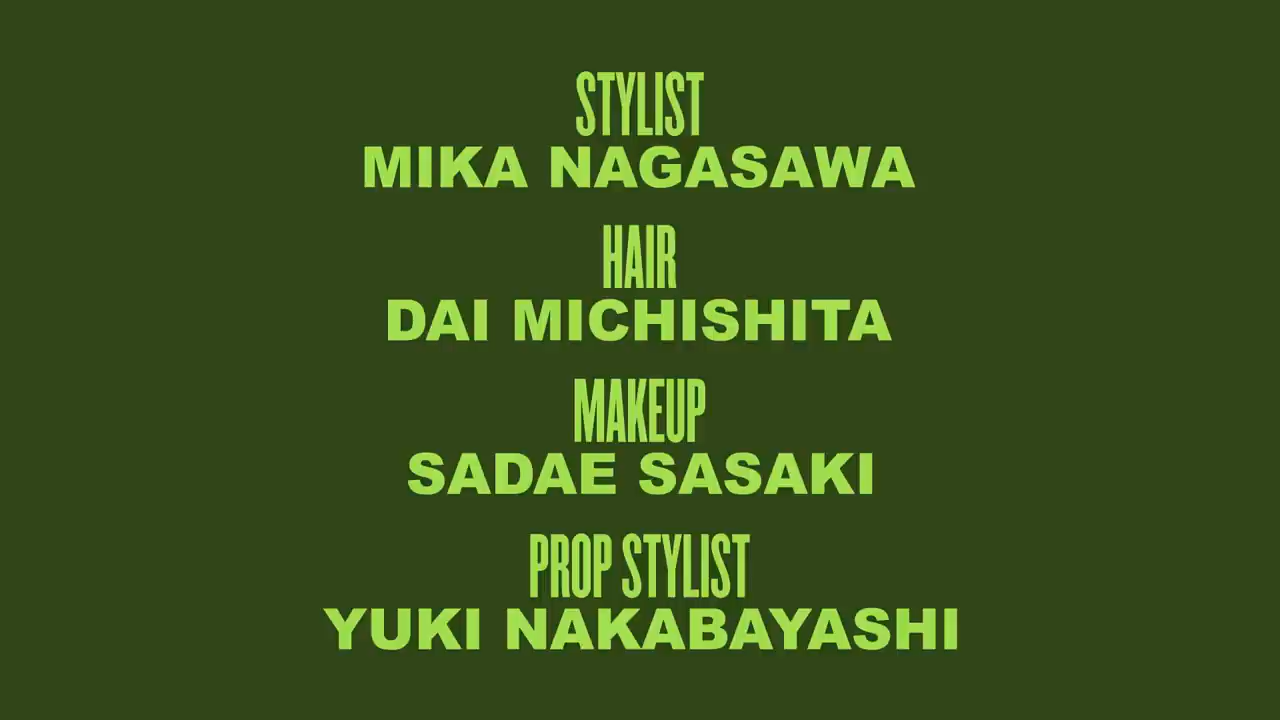 STYLIST
MIKA NAGASAWA
HAIR
DAI MICHISHITA
MAKEUP
SADAE SASAKI
PROP STYLIST
YUKI NAKABAYASHI